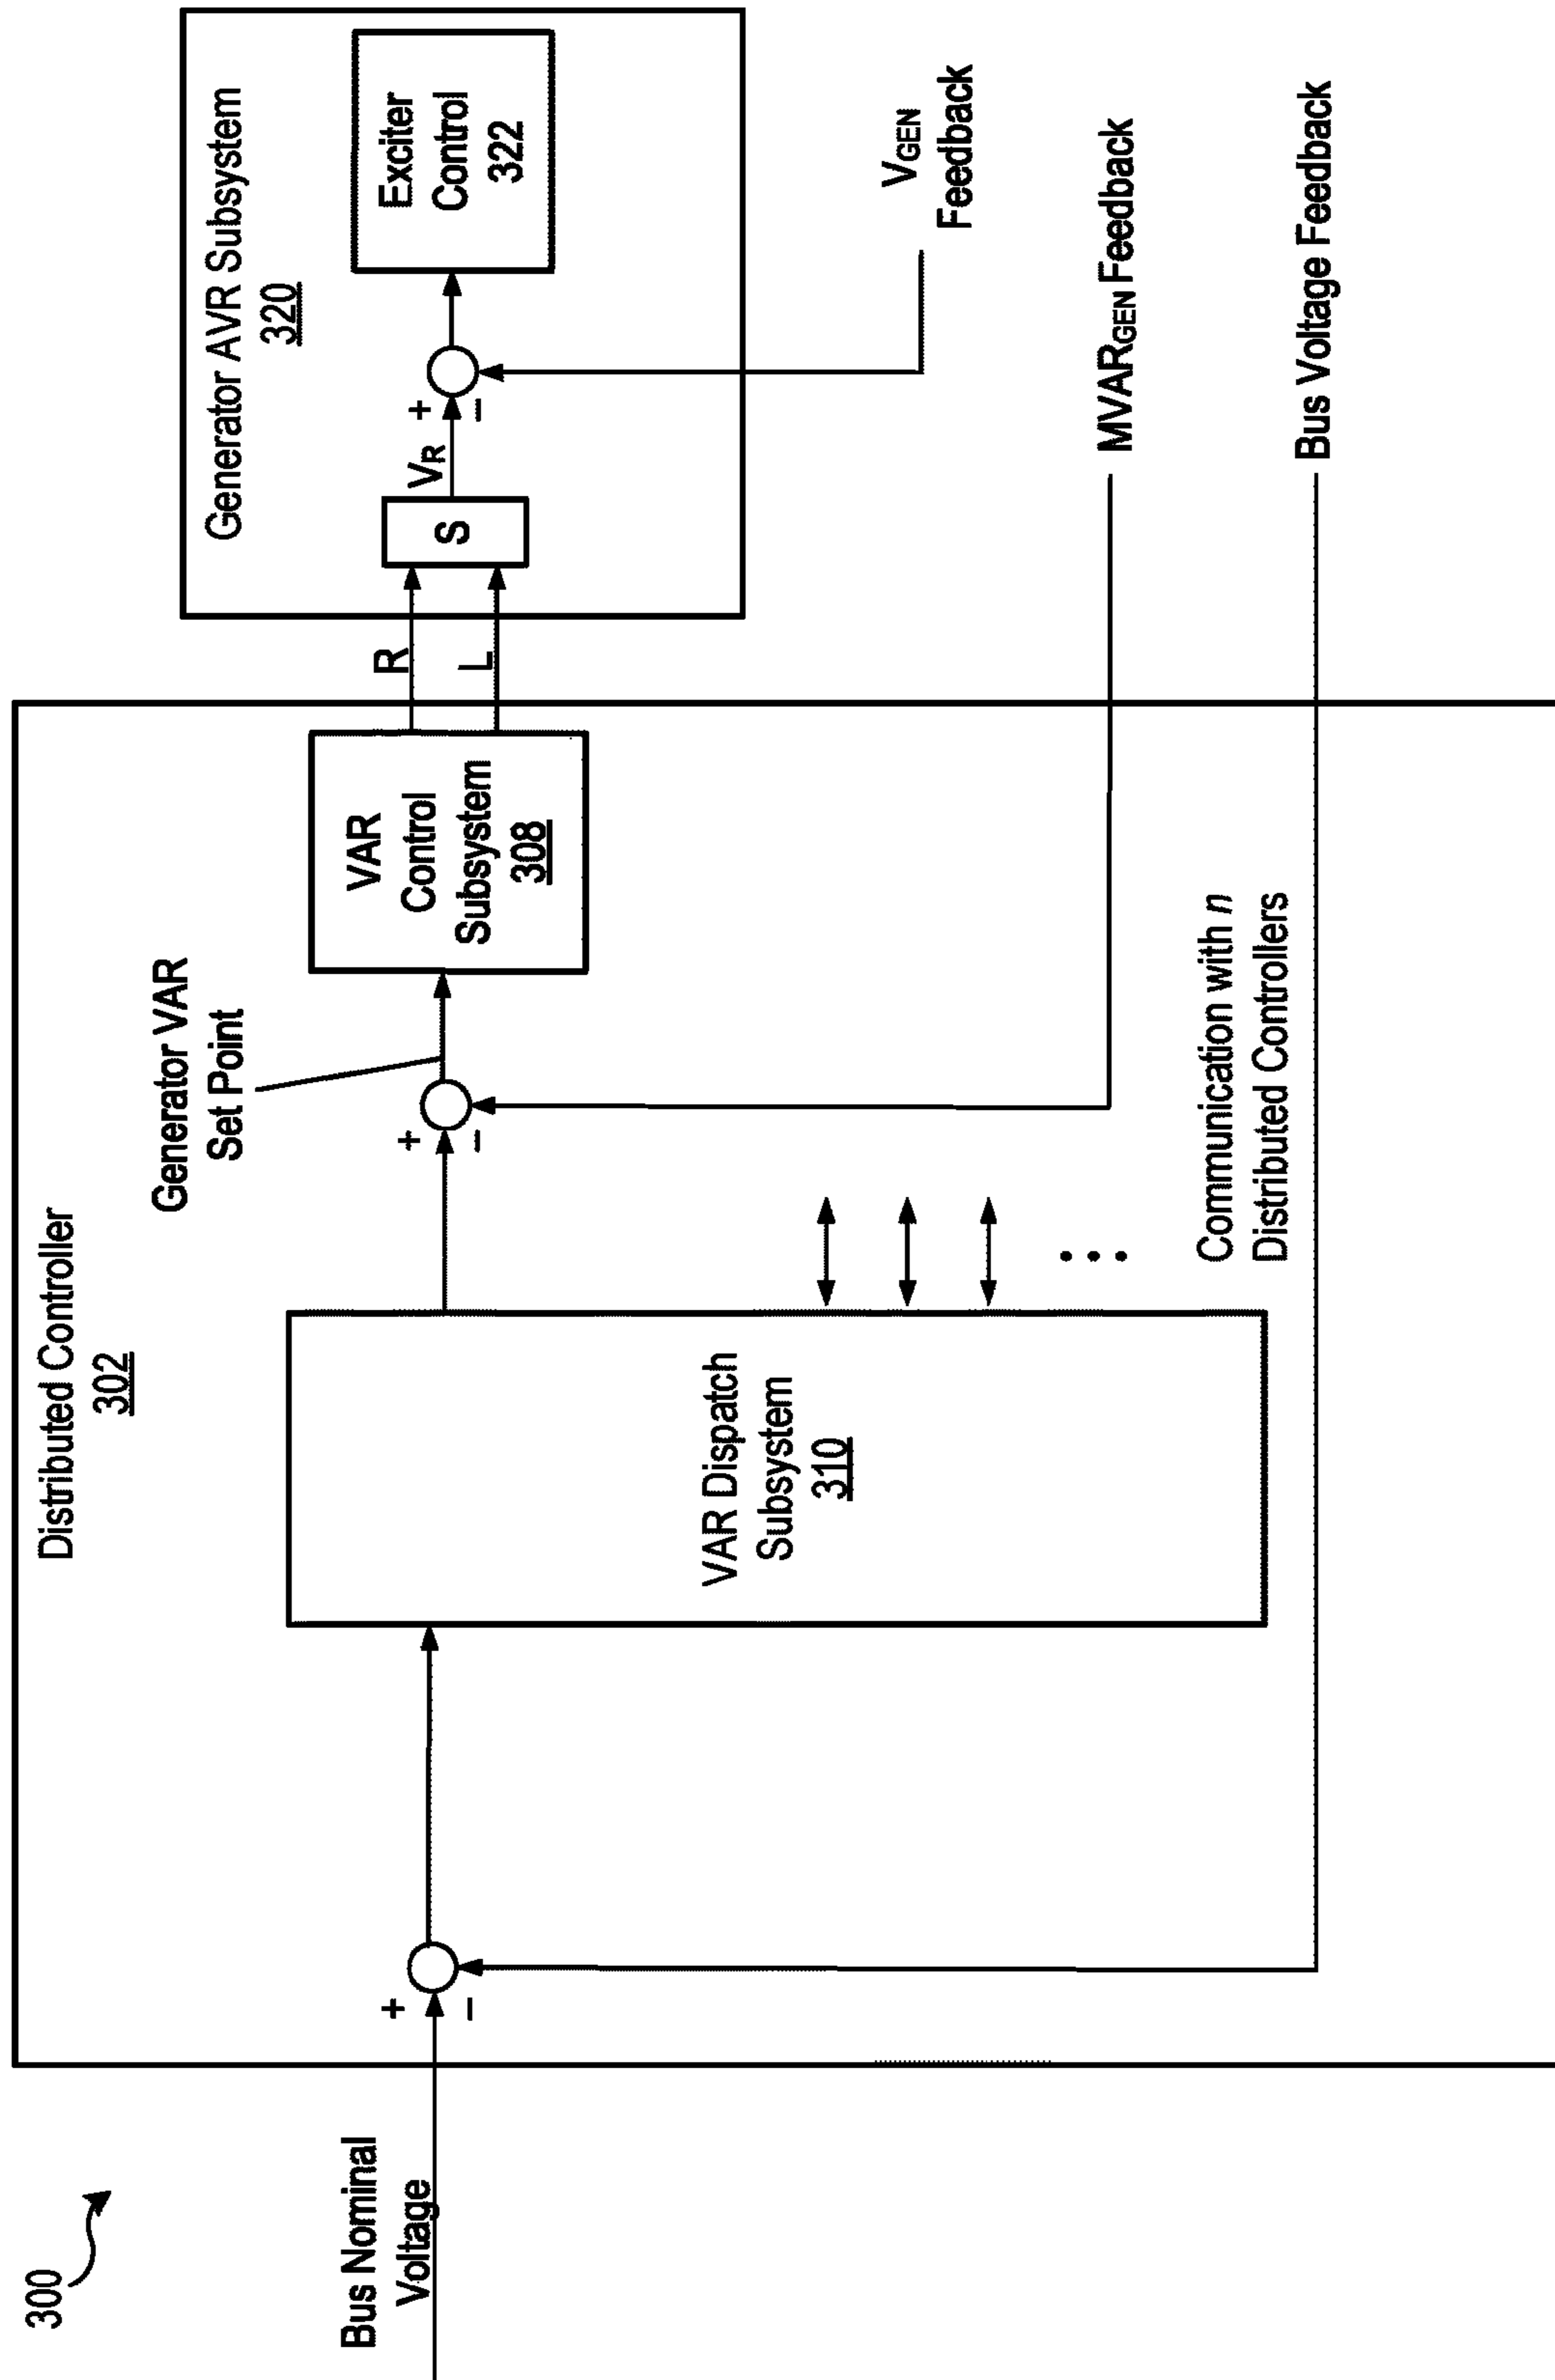 300
Bus Nominal
Voltage
+
−
Distributed Controller
302
VAR Dispatch
Subsystem
310
Communication with n
Distributed Controllers
+
−
Generator VAR
Set Point
VAR
Control
Subsystem
308
R
L
Generator AVR Subsystem
320
S
VR
+
−
Exciter
Control
322
VGEN
Feedback
MVARGEN Feedback
Bus Voltage Feedback